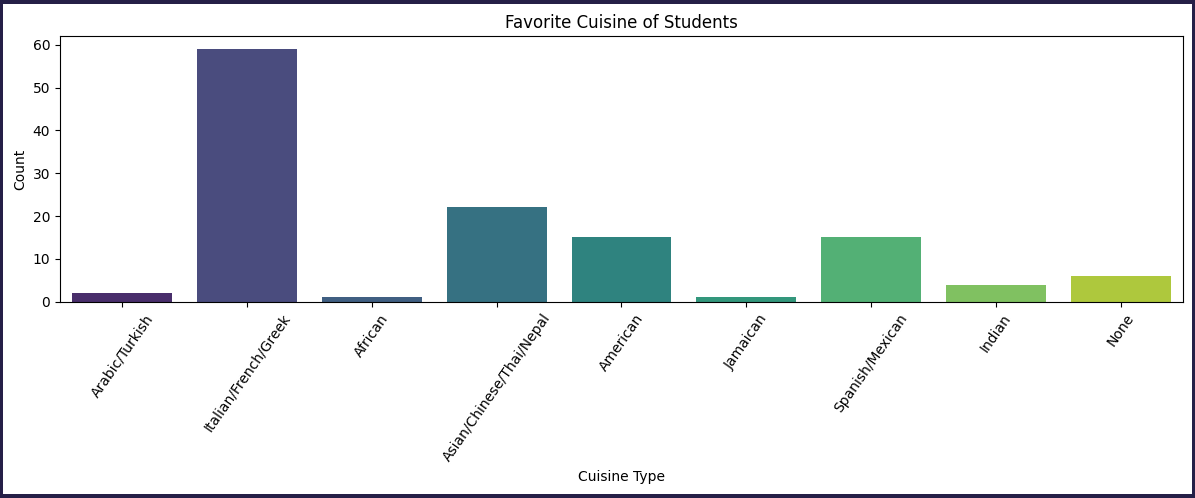 Favorite Cuisine of Students
Count
60
50
40
30
20
10
0
Arabic/Turkish
Italian/French/Greek
African
Asian/Chinese/Thai/Nepal
American
Jamaican
Spanish/Mexican
Indian
None
Cuisine Type